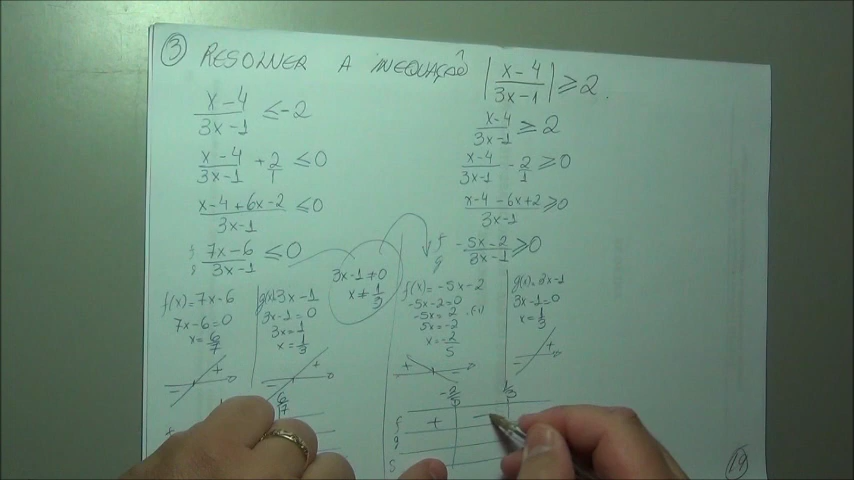 ③ RESOLVER A INEQUAÇÃO |x-4/3x-1| ≥ 2.
x-4/3x-1 ≤ -2
x-4/3x-1 + 2/1 ≤ 0
x-4+6x-2/3x-1 ≤ 0
f 7x-6/3x-1 ≤ 0
g
3x-1≠0
x≠1/3
f(x)=7x-6
7x-6=0
x=6/7
- +
g(x)=3x-1
3x-1=0
3x=1
x=1/3
- +
6/7
x-4/3x-1 ≥ 2
x-4/3x-1 - 2/1 ≥ 0
x-4-6x+2/3x-1 ≥ 0
-5x-2/3x-1 ≥ 0
f
g
f(x)=-5x-2
-5x-2=0
-5x=2 .(-1)
5x=-2
x=-2/5
+ -
g(x)=3x-1
3x-1=0
x=1/3
- +
-2/5 1/3
f + -
g
S
19